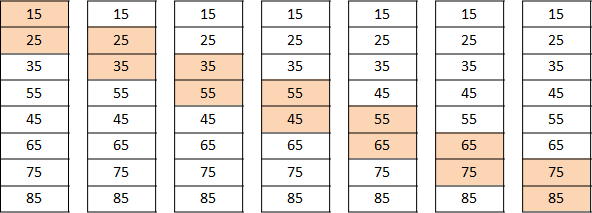 15 15 15 15 15 15 15
25 25 25 25 25 25 25
35 35 35 35 35 35 35
55 55 55 55 45 45 45
45 45 45 45 55 55 55
65 65 65 65 65 65 65
75 75 75 75 75 75 75
85 85 85 85 85 85 85